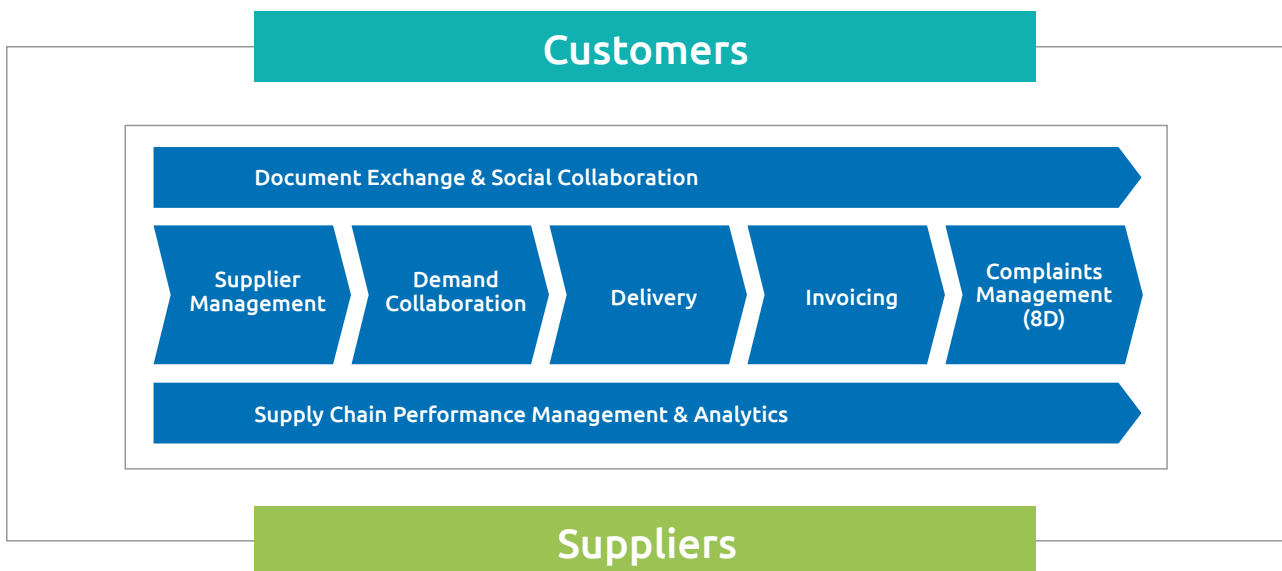 Customers
Document Exchange & Social Collaboration
Supplier
Management
Demand
Collaboration
Delivery
Invoicing
Complaints
Management
(8D)
Supply Chain Performance Management & Analytics
Suppliers